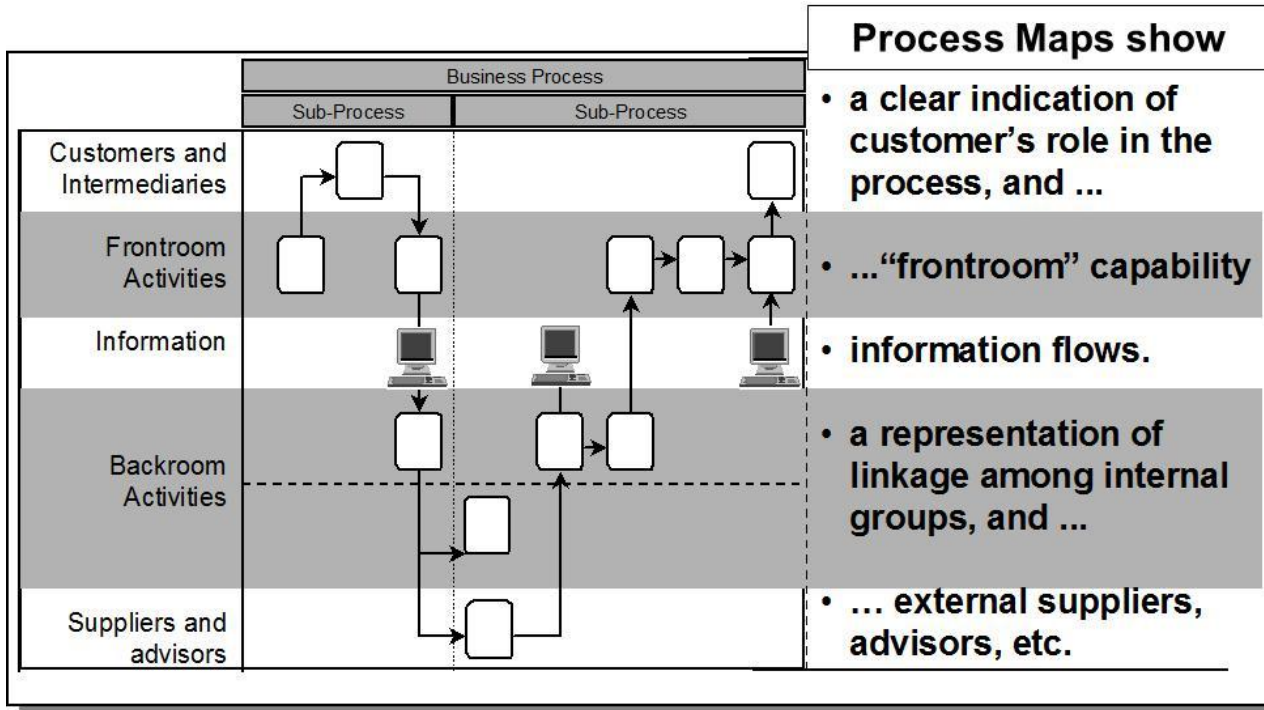 Process Maps show
Business Process
Sub-Process
Sub-Process
Customers and
Intermediaries
Frontroom
Activities
Information
Backroom
Activities
Suppliers and
advisors
• a clear indication of
customer's role in the
process, and ...
• ...“frontroom” capability
• information flows.
• a representation of
linkage among internal
groups, and ...
• ... external suppliers,
advisors, etc.